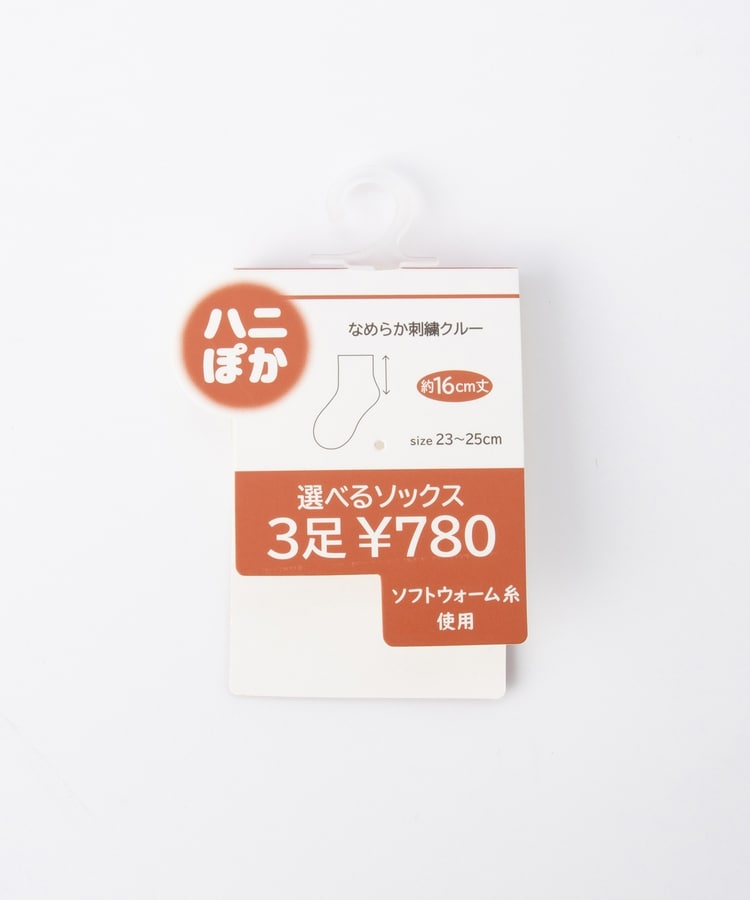 ハニ
ぽか
なめらか刺繍クルー
約16cm丈
size 23～25cm
選べるソックス
3足¥780
ソフトウォーム糸
使用